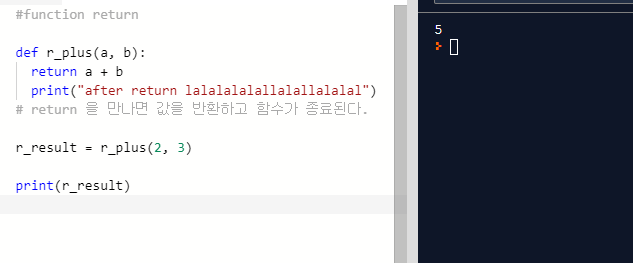 #function return
def r_plus(a, b):
return a + b
print("after return lalalalalallalallalalal")
# return 을 만나면 값을 반환하고 함수가 종료된다.
r_result = r_plus(2, 3)
print(r_result)
5